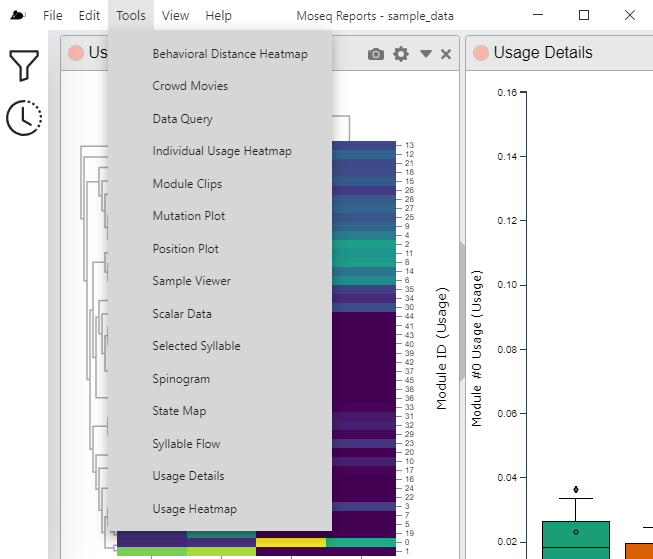 File Edit Tools View Help Moseq Reports - sample_data
Us
Usage Details
Behavioral Distance Heatmap
Crowd Movies
Data Query
Individual Usage Heatmap
Module Clips
Mutation Plot
Position Plot
Sample Viewer
Scalar Data
Selected Syllable
Spinogram
State Map
Syllable Flow
Usage Details
Usage Heatmap
13
12
21
18
15
26
28
27
25
9
4
2
11
8
14
6
35
34
30
44
41
43
40
39
42
37
45
38
36
33
31
32
29
23
20
10
17
16
24
22
3
7
5
19
0
1
Module ID (Usage)
Module #0 Usage (Usage)
0.16
0.14
0.12
0.10
0.08
0.06
0.04
0.02